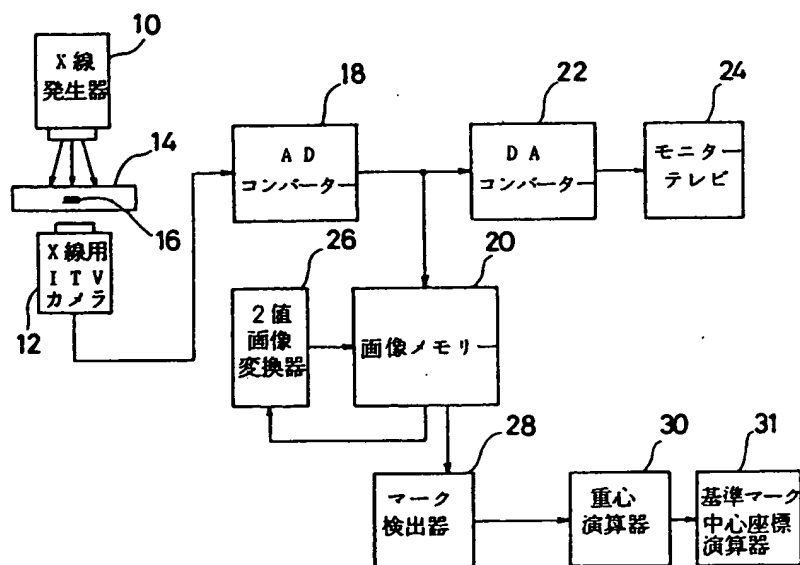 10
X線
発生器
14
16
X線用
ITV
カメラ
12
18
AD
コンバーター
22
DA
コンバーター
24
モニター
テレビ
26
2値
画像
変換器
20
画像メモリー
28
マーク
検出器
30
重心
演算器
31
基準マーク
中心座標
演算器